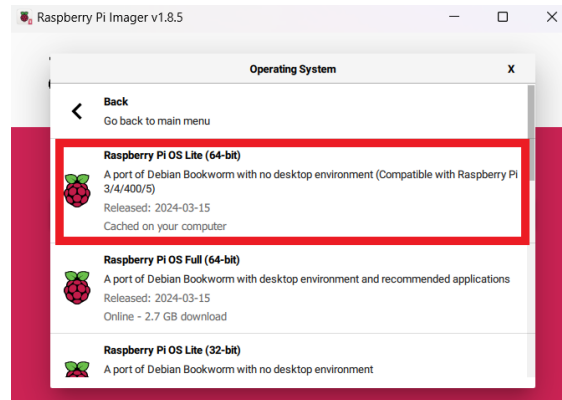 Raspberry Pi Imager v1.8.5
Operating System
X
Back
Go back to main menu
Raspberry Pi OS Lite (64-bit)
A port of Debian Bookworm with no desktop environment (Compatible with Raspberry Pi
3/4/400/5)
Released: 2024-03-15
Cached on your computer
Raspberry Pi OS Full (64-bit)
A port of Debian Bookworm with desktop environment and recommended applications
Released: 2024-03-15
Online - 2.7 GB download
Raspberry Pi OS Lite (32-bit)
A port of Debian Bookworm with no desktop environment